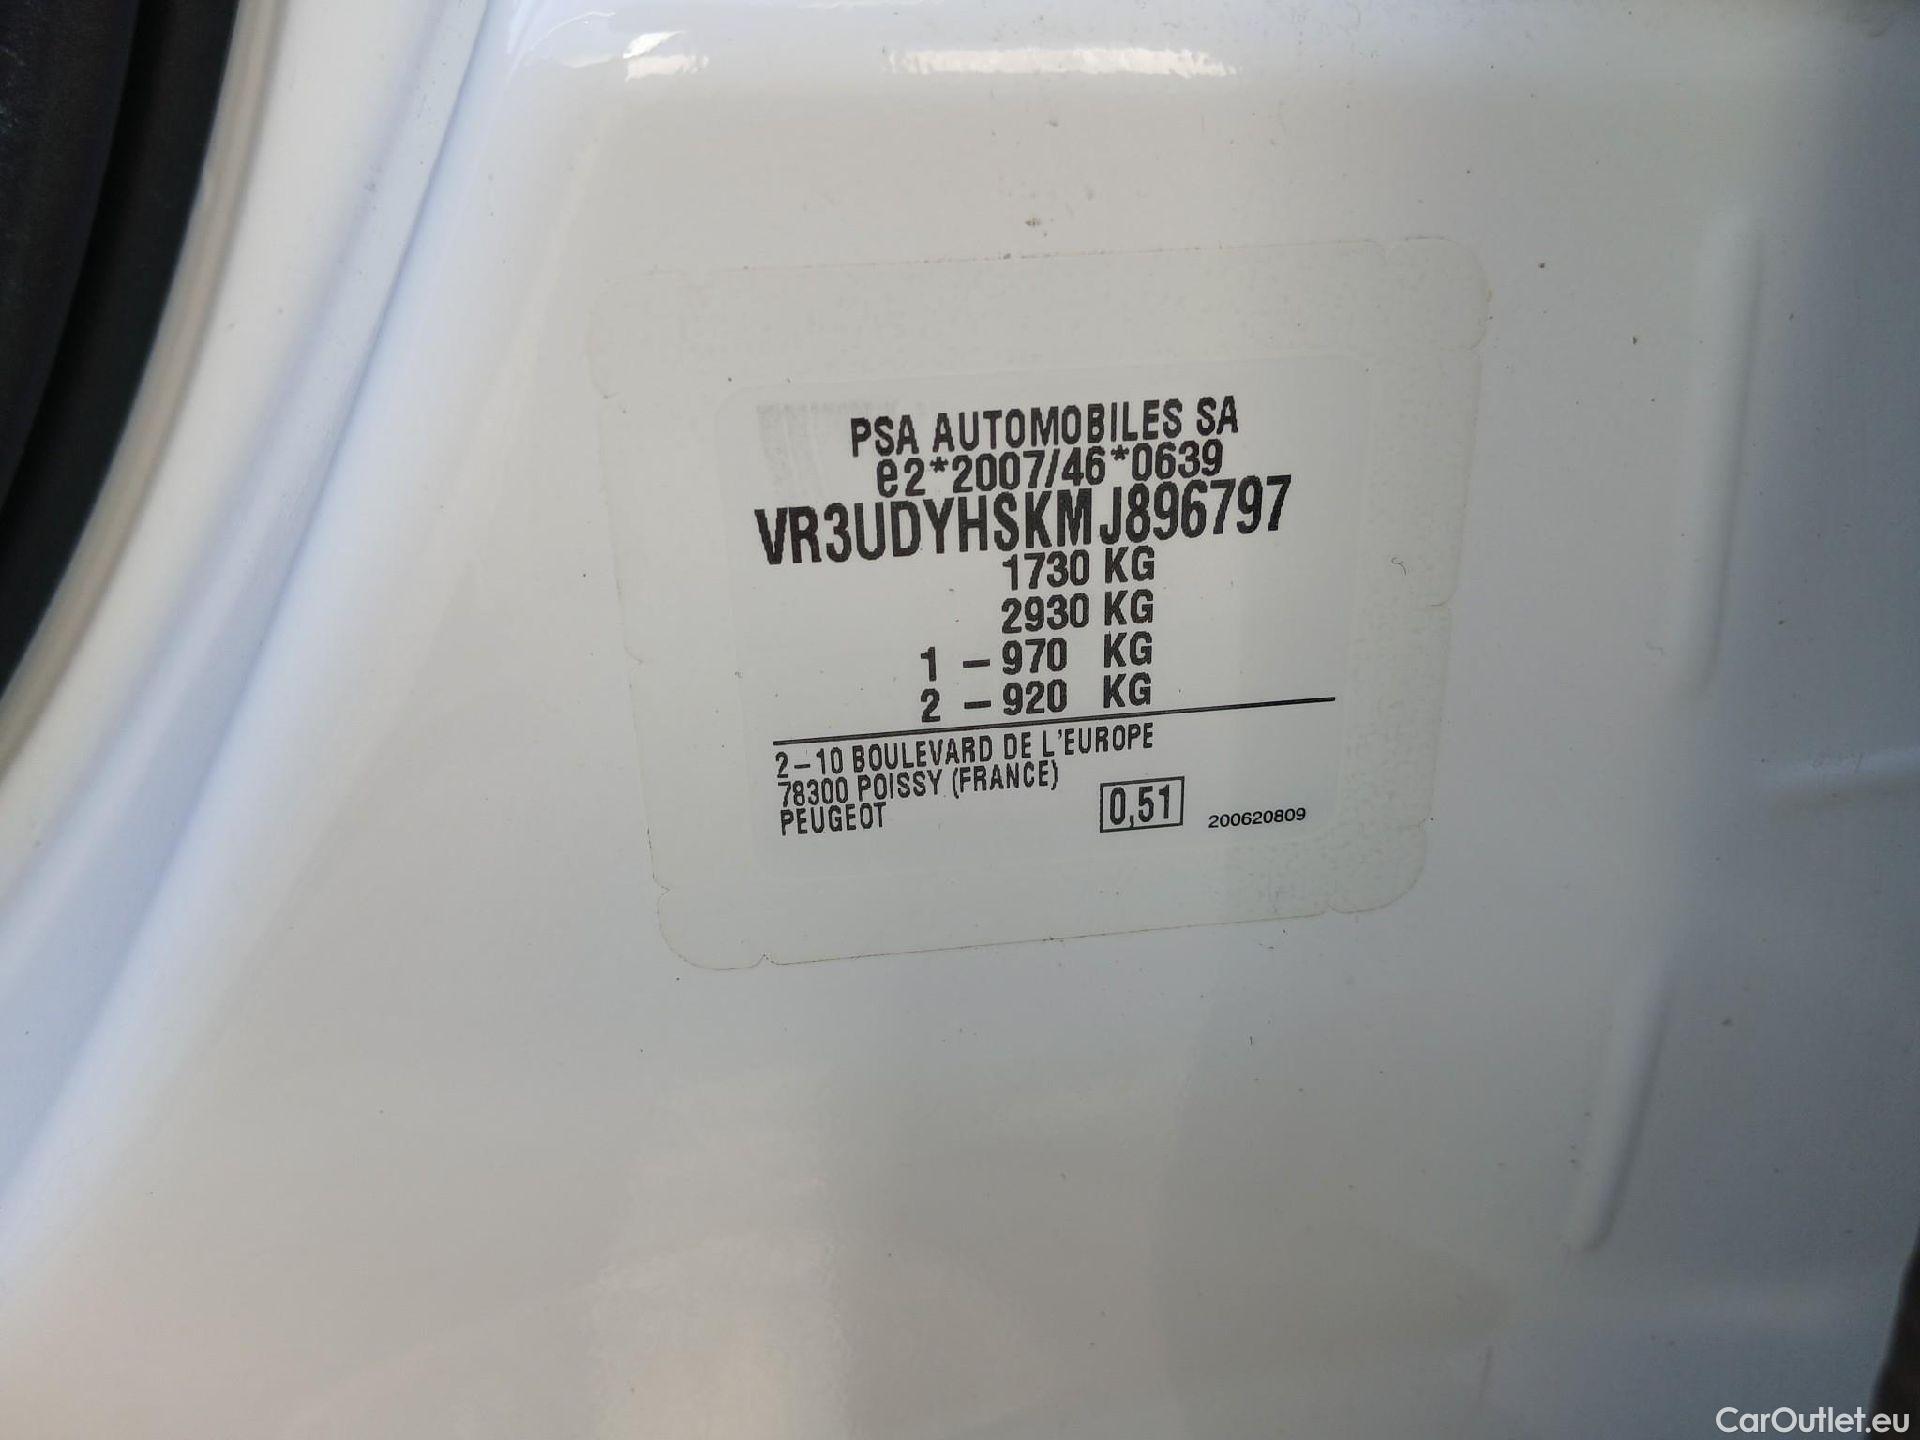 PSA AUTOMOBILES SA
e2*2007/46*0639
VR3UDYHSKMJ896797
1730 KG
2930 KG
1 – 970 KG
2 – 920 KG
2–10 BOULEVARD DE L'EUROPE
78300 POISSY (FRANCE)
PEUGEOT
0,51
200620809
CarOutlet.eu